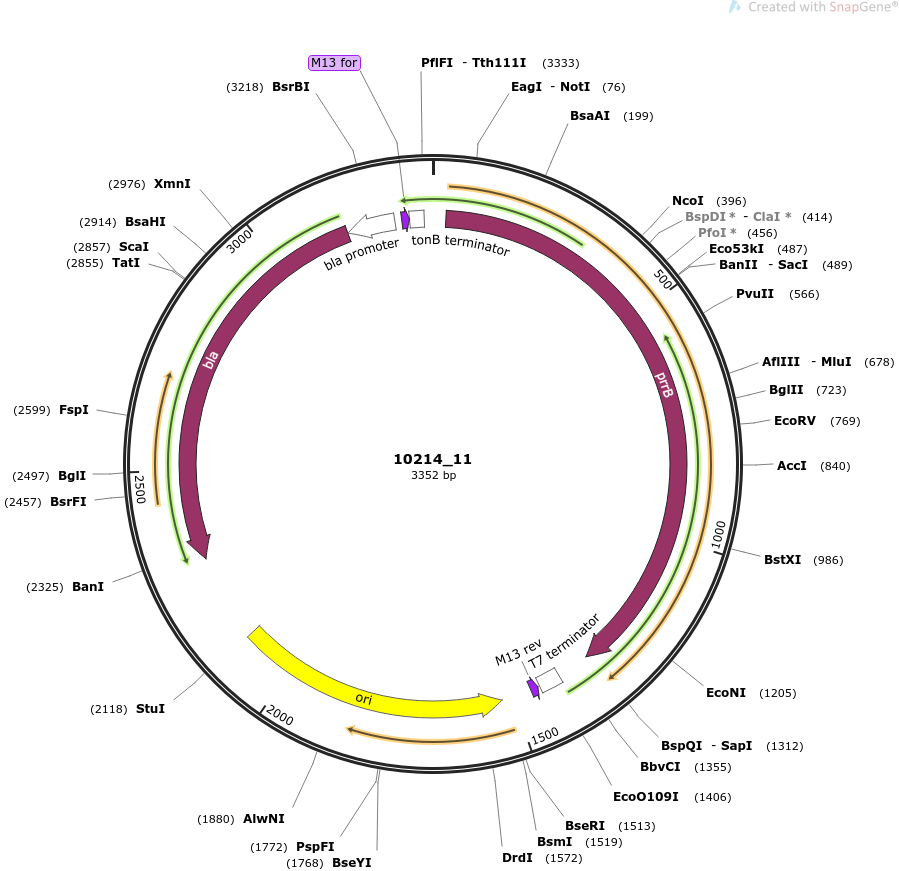 Created with SnapGene®
M13 for
PflFI - Tth111I (3333)
(3218) BsrBI
EagI - NotI (76)
BsaAI (199)
(2976) XmnI
NcoI (396)
(2914) BsaHI
BspDI * - ClaI * (414)
PfoI * (456)
(2857) ScaI
Eco53kI (487)
(2855) TatI
BanII - SacI (489)
PvuII (566)
AflIII - MluI (678)
BglII (723)
(2599) FspI
EcoRV (769)
AccI (840)
(2497) BglI
(2457) BsrFI
BstXI (986)
(2325) BanI
EcoNI (1205)
(2118) StuI
BspQI - SapI (1312)
BbvCI (1355)
EcoO109I (1406)
(1880) AlwNI
BseRI (1513)
BsmI (1519)
(1772) PspFI
DrdI (1572)
(1768) BseYI
3000
500
1000
1500
2000
2500
bla promoter
tonB terminator
bla
prrB
10214_11
3352 bp
M13 rev
T7 terminator
ori